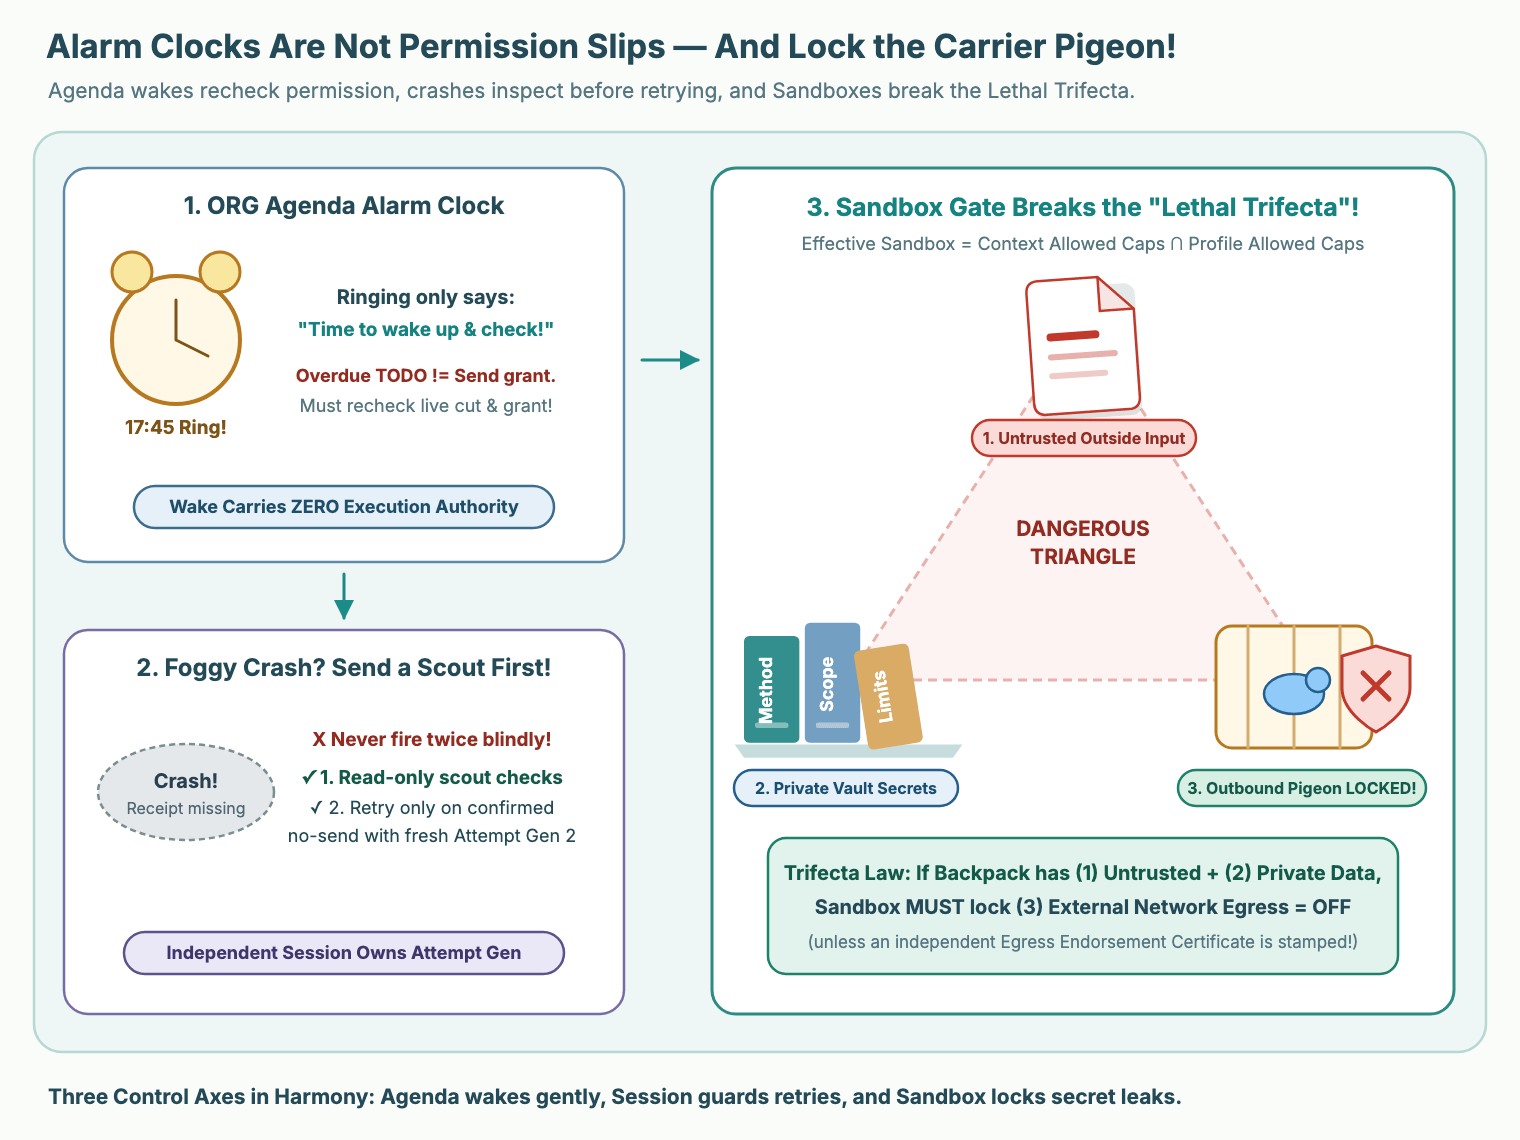 Alarm Clocks Are Not Permission Slips — And Lock the Carrier Pigeon!
Agenda wakes recheck permission, crashes inspect before retrying, and Sandboxes break the Lethal Trifecta.
1. ORG Agenda Alarm Clock
Ringing only says:
"Time to wake up & check!"
Overdue TODO != Send grant.
Must recheck live cut & grant!
17:45 Ring!
Wake Carries ZERO Execution Authority
2. Foggy Crash? Send a Scout First!
Crash!
Receipt missing
X Never fire twice blindly!
✓1. Read-only scout checks
✓ 2. Retry only on confirmed
no-send with fresh Attempt Gen 2
Independent Session Owns Attempt Gen
3. Sandbox Gate Breaks the "Lethal Trifecta"!
Effective Sandbox = Context Allowed Caps ∩ Profile Allowed Caps
1. Untrusted Outside Input
DANGEROUS
TRIANGLE
Method
Scope
Limits
2. Private Vault Secrets
3. Outbound Pigeon LOCKED!
Trifecta Law: If Backpack has (1) Untrusted + (2) Private Data,
Sandbox MUST lock (3) External Network Egress = OFF
(unless an independent Egress Endorsement Certificate is stamped!)
Three Control Axes in Harmony: Agenda wakes gently, Session guards retries, and Sandbox locks secret leaks.